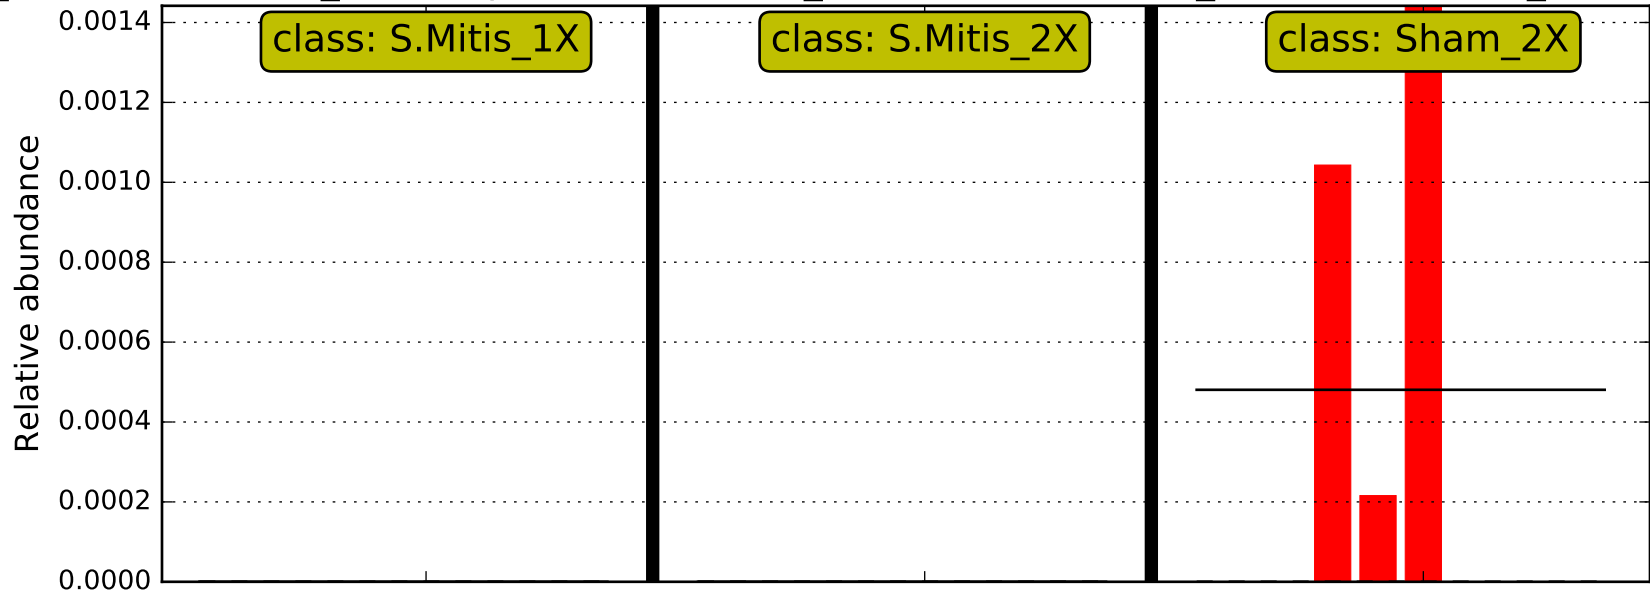 0.0014
0.0012
0.0010
0.0008
0.0006
0.0004
0.0002
0.0000
Relative abundance
class: S.Mitis_1X
class: S.Mitis_2X
class: Sham_2X